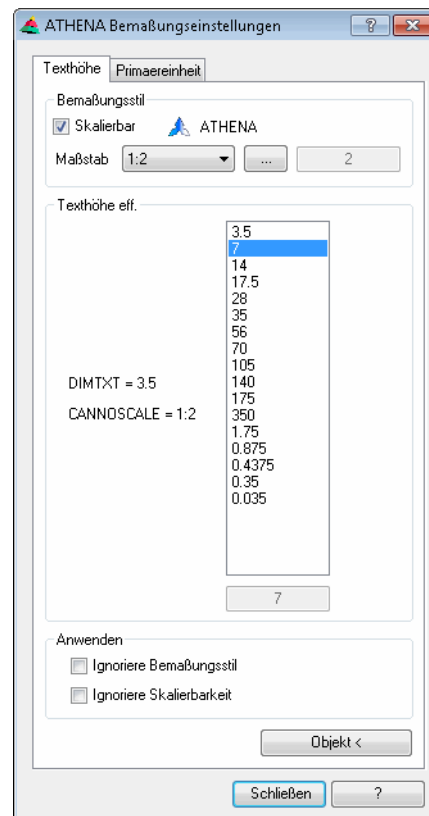 ATHENA Bemaßungseinstellungen ?
Texthöhe Primaereinheit
Bemaßungsstil
Skalierbar ATHENA
Maßstab 1:2 ... 2
Texthöhe eff.
3.5
7
14
17.5
28
35
56
70
105
140
175
350
1.75
0.875
0.4375
0.35
0.035
DIMTXT = 3.5
CANNOSCALE = 1:2
7
Anwenden
Ignoriere Bemaßungsstil
Ignoriere Skalierbarkeit
Objekt <
Schließen ?